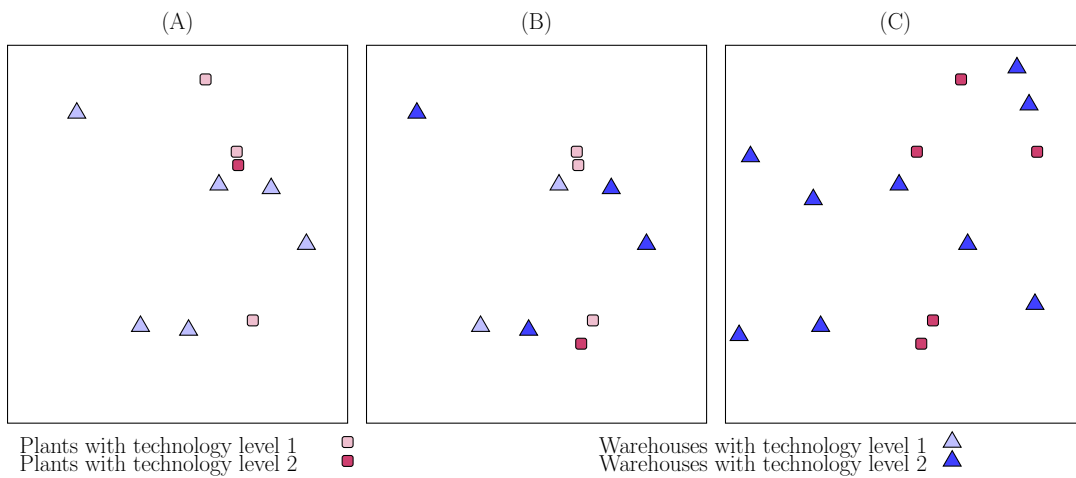 (A) (B) (C)
Plants with technology level 1
Plants with technology level 2
Warehouses with technology level 1
Warehouses with technology level 2